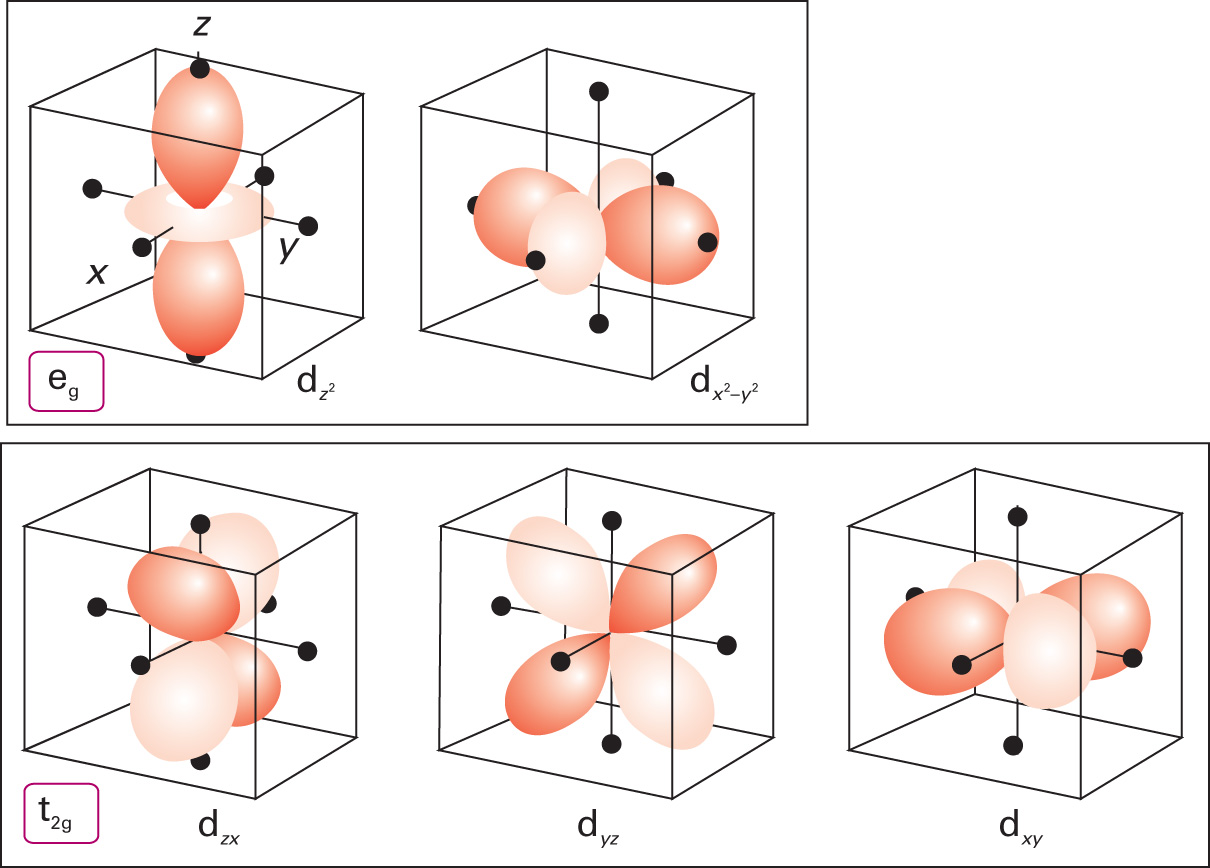 z
x
y
e_g
d_z²
d_x²–y²
t_2g
d_zx
d_yz
d_xy